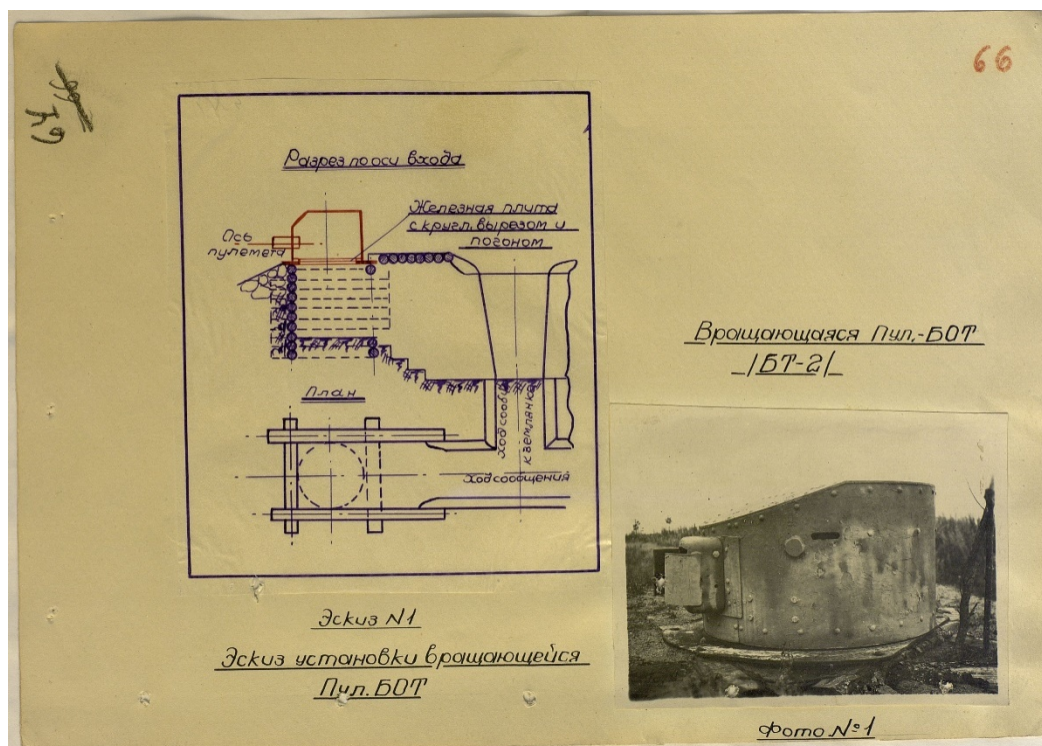 66
67
Разрез по оси входа
Железная плита
с кругл. вырезом и
погоном
Ось
пулемета
План
ход сообщ.
к землянке
Ход сообщения
Эскиз N1
Эскиз установки вращающейся
Пул. БОТ
Вращающаяся Пул.-БОТ
/БТ-2/
Фото №1